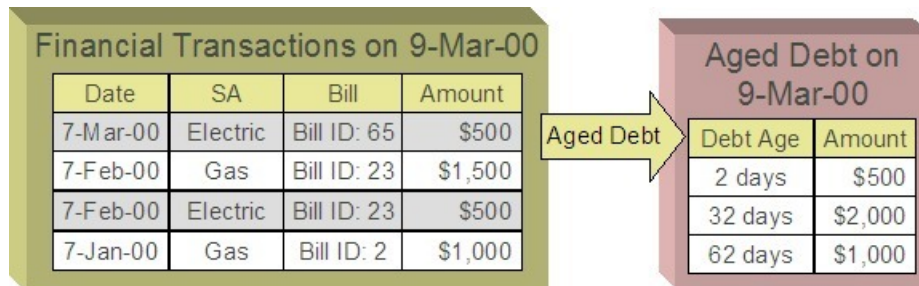 Financial Transactions on 9-Mar-00
Date SA Bill Amount
7-Mar-00 Electric Bill ID: 65 $500
7-Feb-00 Gas Bill ID: 23 $1,500
7-Feb-00 Electric Bill ID: 23 $500
7-Jan-00 Gas Bill ID: 2 $1,000
Aged Debt
Aged Debt on
9-Mar-00
Debt Age Amount
2 days $500
32 days $2,000
62 days $1,000